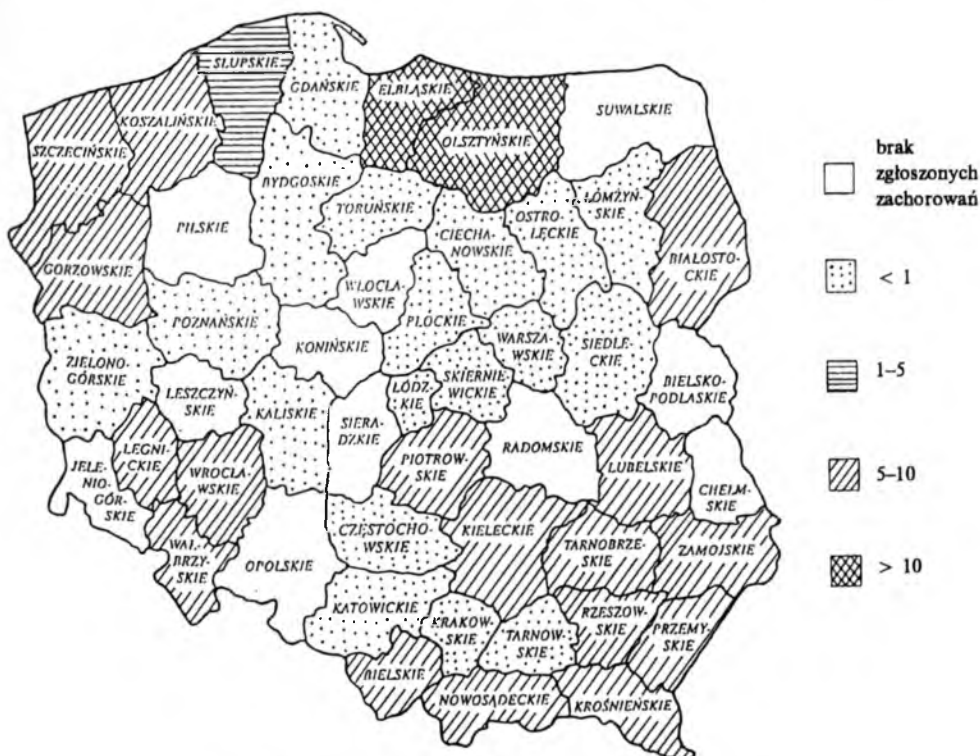 SŁUPSKIE
GDAŃSKIE
ELBLĄSKIE
SUWALSKIE
KOSZALIŃSKIE
OLSZTYŃSKIE
SZCZECIŃSKIE
BYDGOSKIE
TORUŃSKIE
ŁOMŻYŃ-
SKIE
OSTRO-
ŁĘCKIE
PILSKIE
CIECHA-
NOWSKIE
BIAŁOSTO-
CKIE
GORZOWSKIE
WŁOCŁA-
WSKIE
POZNAŃSKIE
PŁOCKIE
KONIŃSKIE
WARSZA-
WSKIE
SIEDLE-
CKIE
ZIELONO-
GÓRSKIE
LESZCZYŃ-
SKIE
SKIERNIE-
WICKIE
BIELSKO-
PODLASKIE
ŁÓDZ-
KIE
KALISKIE
SIERA-
DZKIE
LEGNI-
CKIE
WROCŁA-
WSKIE
PIOTROW-
SKIE
RADOMSKIE
LUBELSKIE
JELE-
NIO-
GÓR-
SKIE
CHEŁM-
SKIE
CZĘSTOCHO-
WSKIE
KIELECKIE
TARNOBRZE-
SKIE
ZAMOJSKIE
WAŁ-
BRZY-
SKIE
OPOLSKIE
KATOWICKIE
KRAKOW-
SKIE
TARNOW-
SKIE
RZESZOW-
SKIE
PRZEMY-
SKIE
BIELSKIE
NOWOSĄDECKIE
KROŚNIEŃSKIE
brak
zgłoszonych
zachorowań
< 1
1–5
5–10
> 10